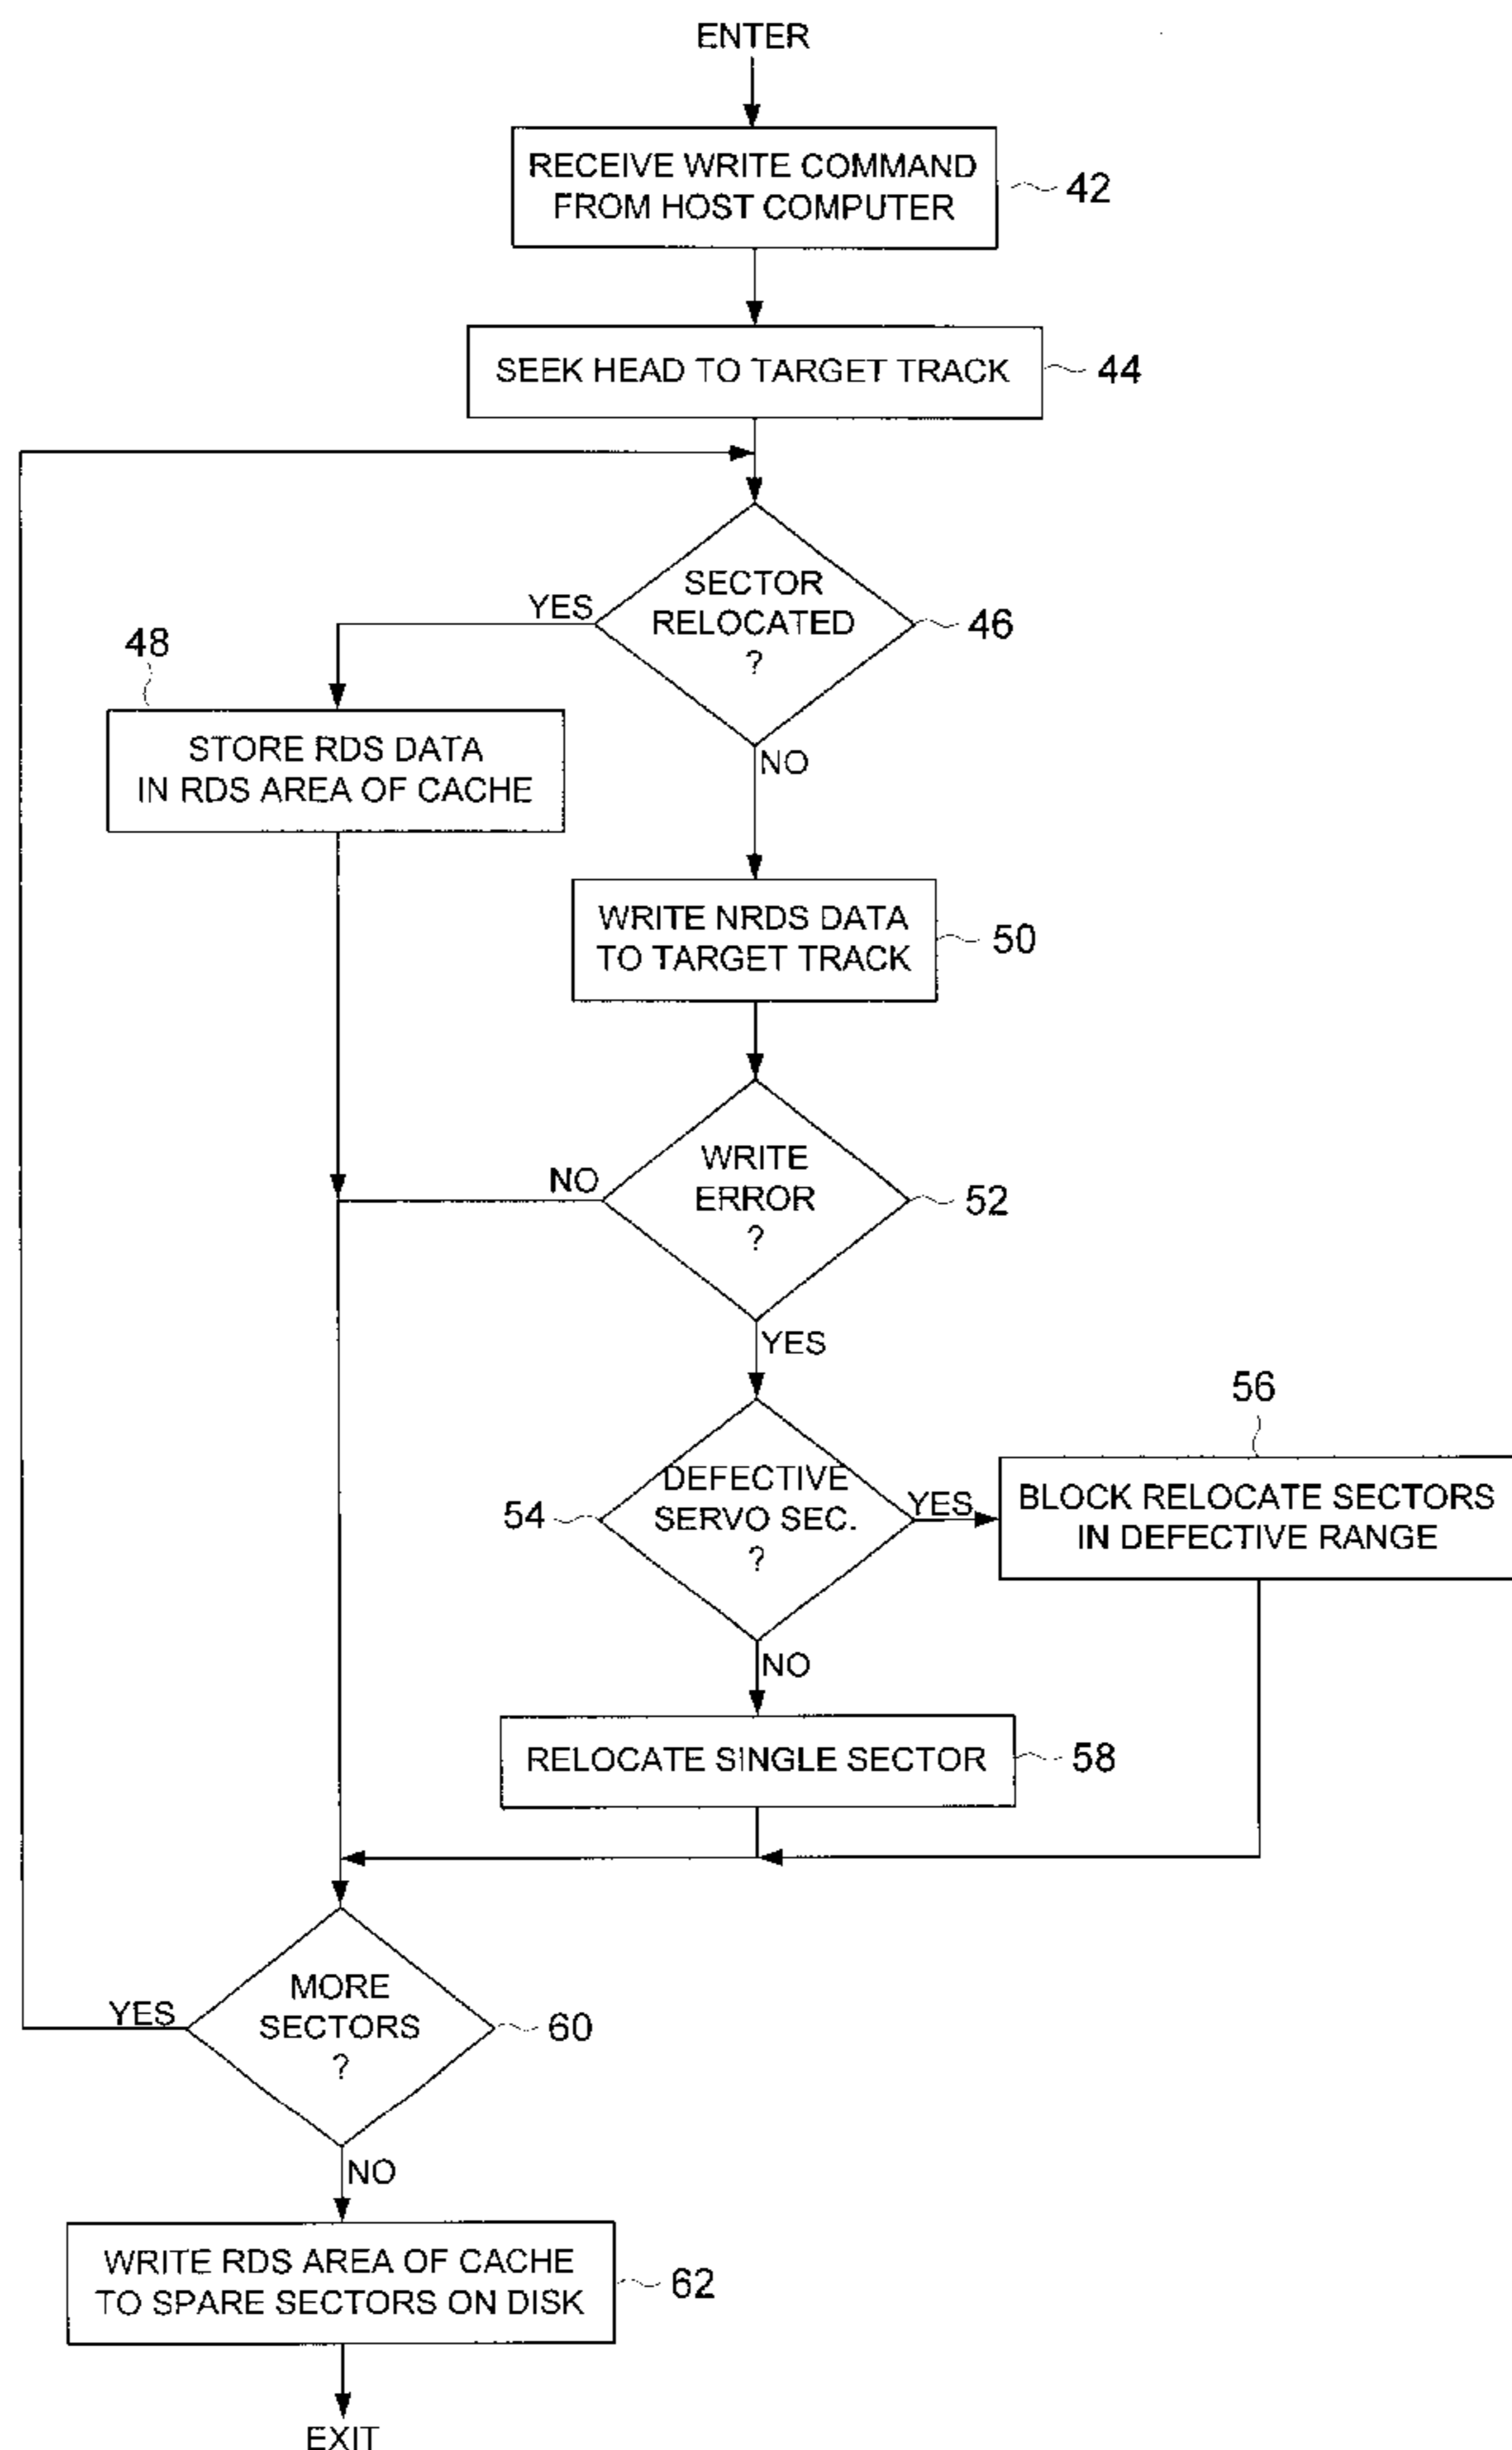 ENTER
RECEIVE WRITE COMMAND
FROM HOST COMPUTER
42
SEEK HEAD TO TARGET TRACK
44
SECTOR
RELOCATED
?
46
YES
NO
48
STORE RDS DATA
IN RDS AREA OF CACHE
WRITE NRDS DATA
TO TARGET TRACK
50
WRITE
ERROR
?
52
NO
YES
DEFECTIVE
SERVO SEC.
?
54
YES
NO
56
BLOCK RELOCATE SECTORS
IN DEFECTIVE RANGE
RELOCATE SINGLE SECTOR
58
MORE
SECTORS
?
60
YES
NO
WRITE RDS AREA OF CACHE
TO SPARE SECTORS ON DISK
62
EXIT